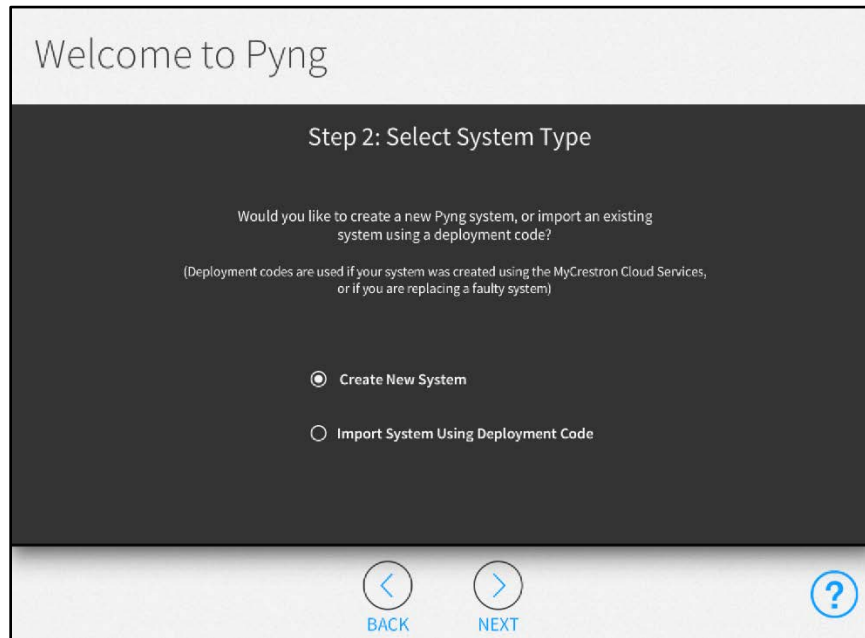 Welcome to Pyng
Step 2: Select System Type
Would you like to create a new Pyng system, or import an existing
system using a deployment code?
(Deployment codes are used if your system was created using the MyCrestron Cloud Services,
or if you are replacing a faulty system)
Create New System
Import System Using Deployment Code
BACK
NEXT
?